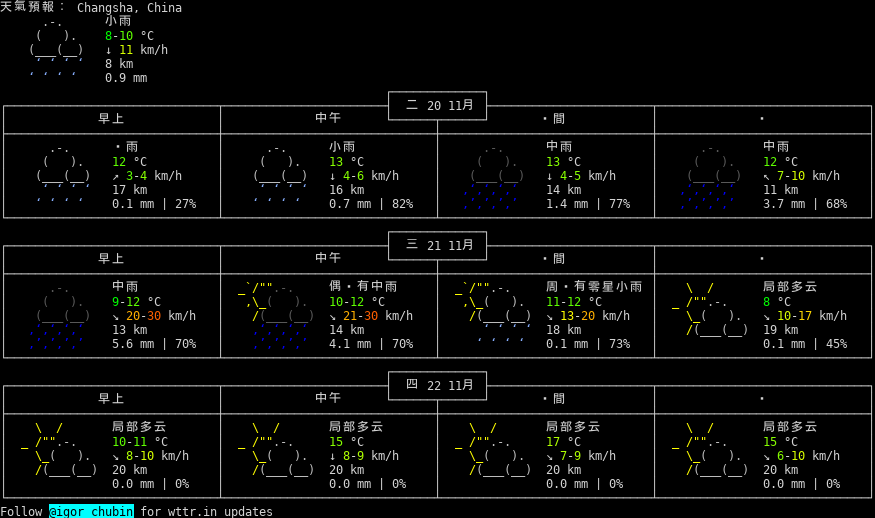 天氣預報： Changsha, China
小雨
8-10 °C
↓ 11 km/h
8 km
0.9 mm
二 20 11月
早上 中午 ・間 ・
・雨 小雨 中雨 中雨
12 °C 13 °C 13 °C 12 °C
↗ 3-4 km/h ↓ 4-6 km/h ↓ 4-5 km/h ↖ 7-10 km/h
17 km 16 km 14 km 11 km
0.1 mm | 27% 0.7 mm | 82% 1.4 mm | 77% 3.7 mm | 68%
三 21 11月
早上 中午 ・間 ・
中雨 偶・有中雨 周・有零星小雨 局部多云
9-12 °C 10-12 °C 11-12 °C 8 °C
↘ 20-30 km/h ↘ 21-30 km/h ↘ 13-20 km/h ↘ 10-17 km/h
13 km 14 km 18 km 19 km
5.6 mm | 70% 4.1 mm | 70% 0.1 mm | 73% 0.1 mm | 45%
四 22 11月
早上 中午 ・間 ・
局部多云 局部多云 局部多云 局部多云
10-11 °C 15 °C 17 °C 15 °C
↘ 8-10 km/h ↓ 8-9 km/h ↘ 7-9 km/h ↘ 6-10 km/h
20 km 20 km 20 km 20 km
0.0 mm | 0% 0.0 mm | 0% 0.0 mm | 0% 0.0 mm | 0%
Follow @igor_chubin for wttr.in updates